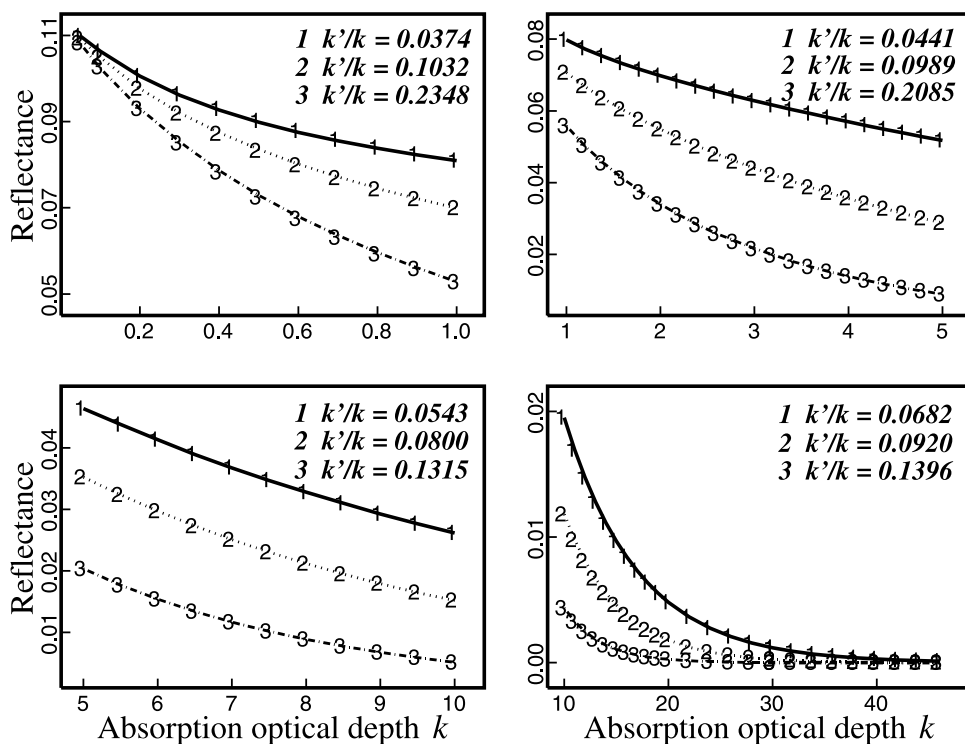 1 k’/k = 0.0374
2 k’/k = 0.1032
3 k’/k = 0.2348
Reflectance
0.11
0.09
0.07
0.05
0.2 0.4 0.6 0.8 1.0
1 k’/k = 0.0441
2 k’/k = 0.0989
3 k’/k = 0.2085
0.08
0.06
0.04
0.02
1 2 3 4 5
1 k’/k = 0.0543
2 k’/k = 0.0800
3 k’/k = 0.1315
Reflectance
0.04
0.03
0.02
0.01
5 6 7 8 9 10
Absorption optical depth k
1 k’/k = 0.0682
2 k’/k = 0.0920
3 k’/k = 0.1396
0.02
0.01
0.00
10 20 30 40
Absorption optical depth k